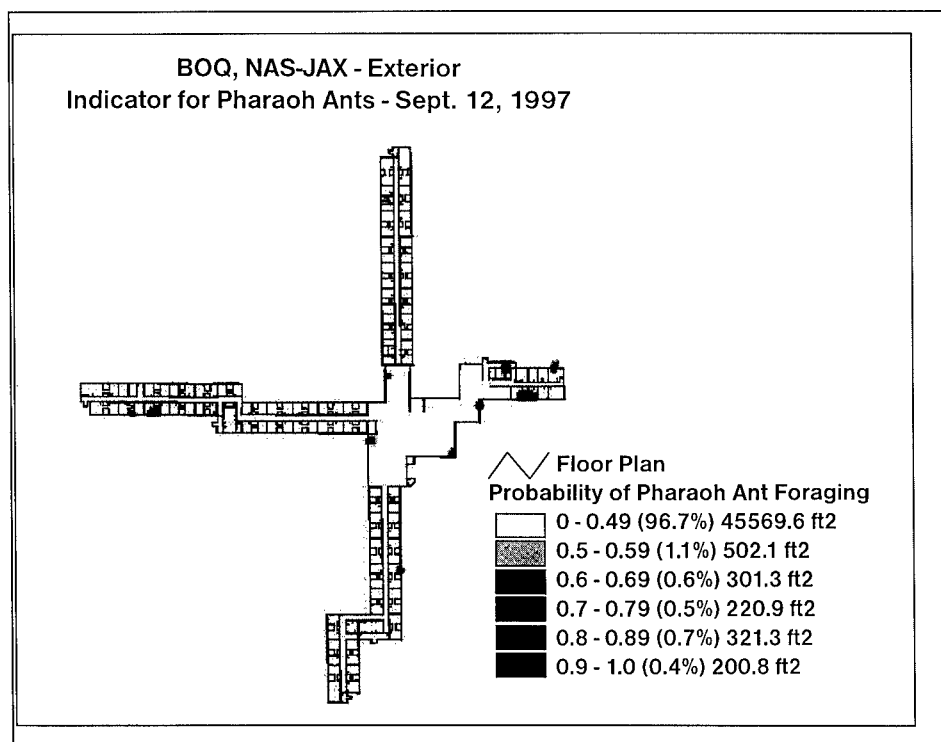 BOQ, NAS-JAX - Exterior
Indicator for Pharaoh Ants - Sept. 12, 1997
Floor Plan
Probability of Pharaoh Ant Foraging
0 - 0.49 (96.7%) 45569.6 ft2
0.5 - 0.59 (1.1%) 502.1 ft2
0.6 - 0.69 (0.6%) 301.3 ft2
0.7 - 0.79 (0.5%) 220.9 ft2
0.8 - 0.89 (0.7%) 321.3 ft2
0.9 - 1.0 (0.4%) 200.8 ft2